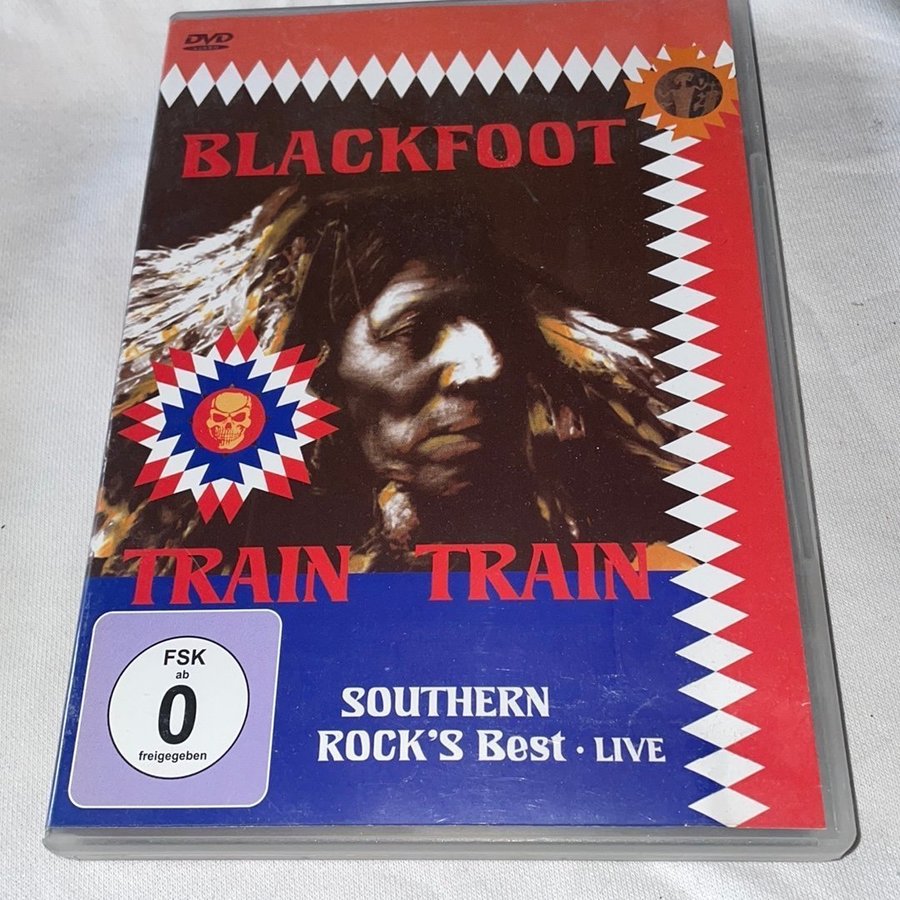 DVD
BLACKFOOT
TRAIN TRAIN
FSK
ab
0
freigegeben
SOUTHERN
ROCK'S Best · LIVE